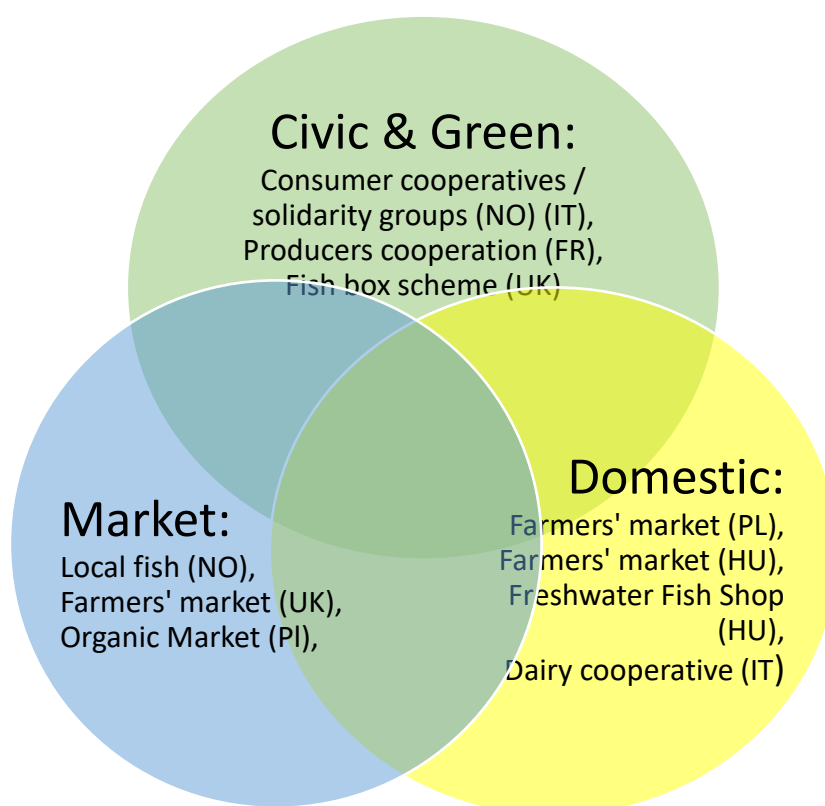 Civic & Green:
Consumer cooperatives /
solidarity groups (NO) (IT),
Producers cooperation (FR),
Fish box scheme (UK)
Market:
Local fish (NO),
Farmers' market (UK),
Organic Market (Pl),
Domestic:
Farmers' market (PL),
Farmers' market (HU),
Freshwater Fish Shop
(HU),
Dairy cooperative (IT)